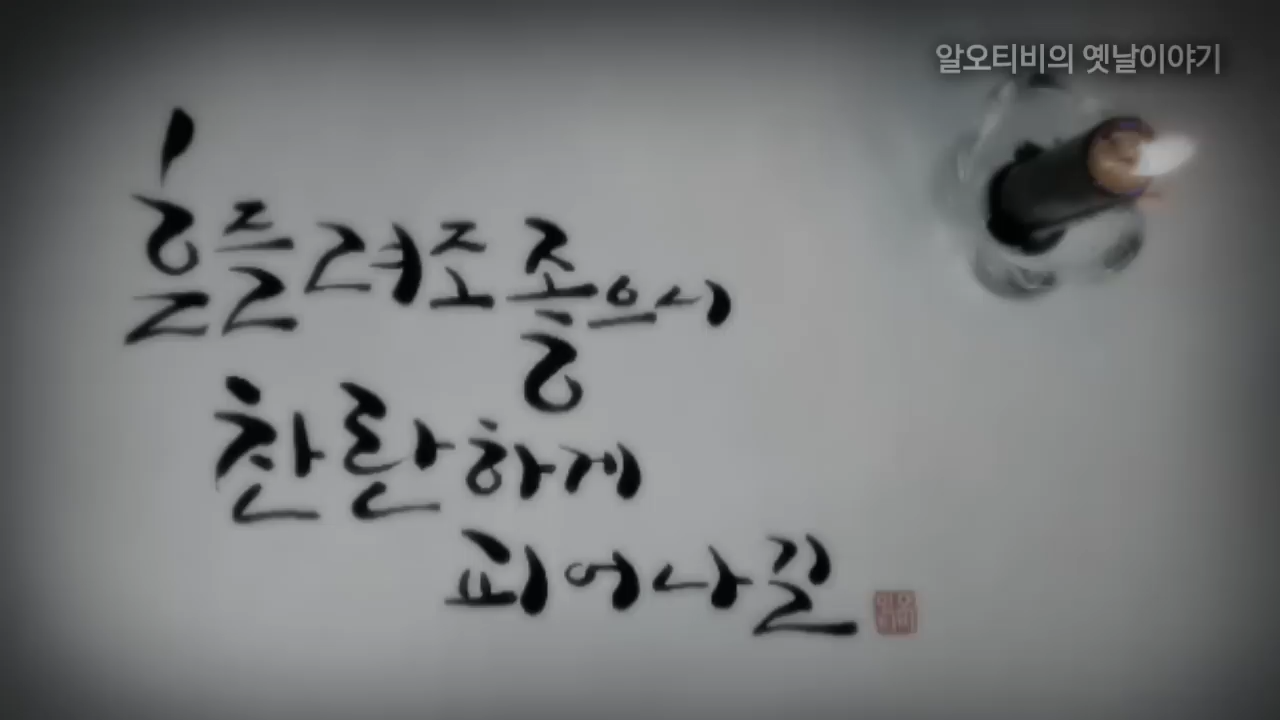 알오티비의 옛날이야기
흔들려도 좋으니
찬란하게
피어나길